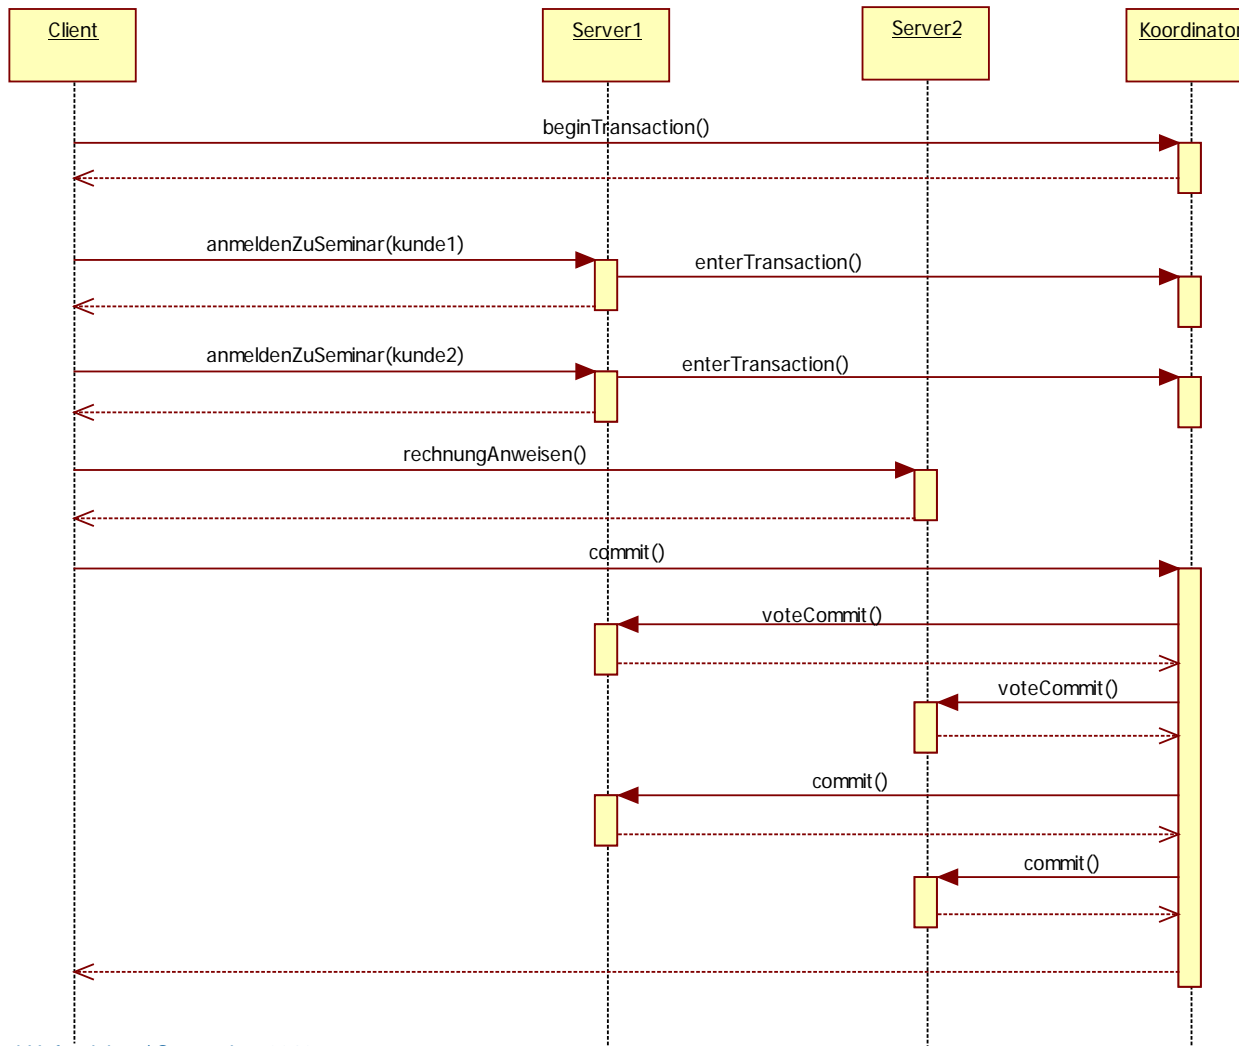 Client
Server1
Server2
Koordinator
beginTransaction()
anmeldenZuSeminar(kunde1)
enterTransaction()
anmeldenZuSeminar(kunde2)
enterTransaction()
rechnungAnweisen()
commit()
voteCommit()
voteCommit()
commit()
commit()